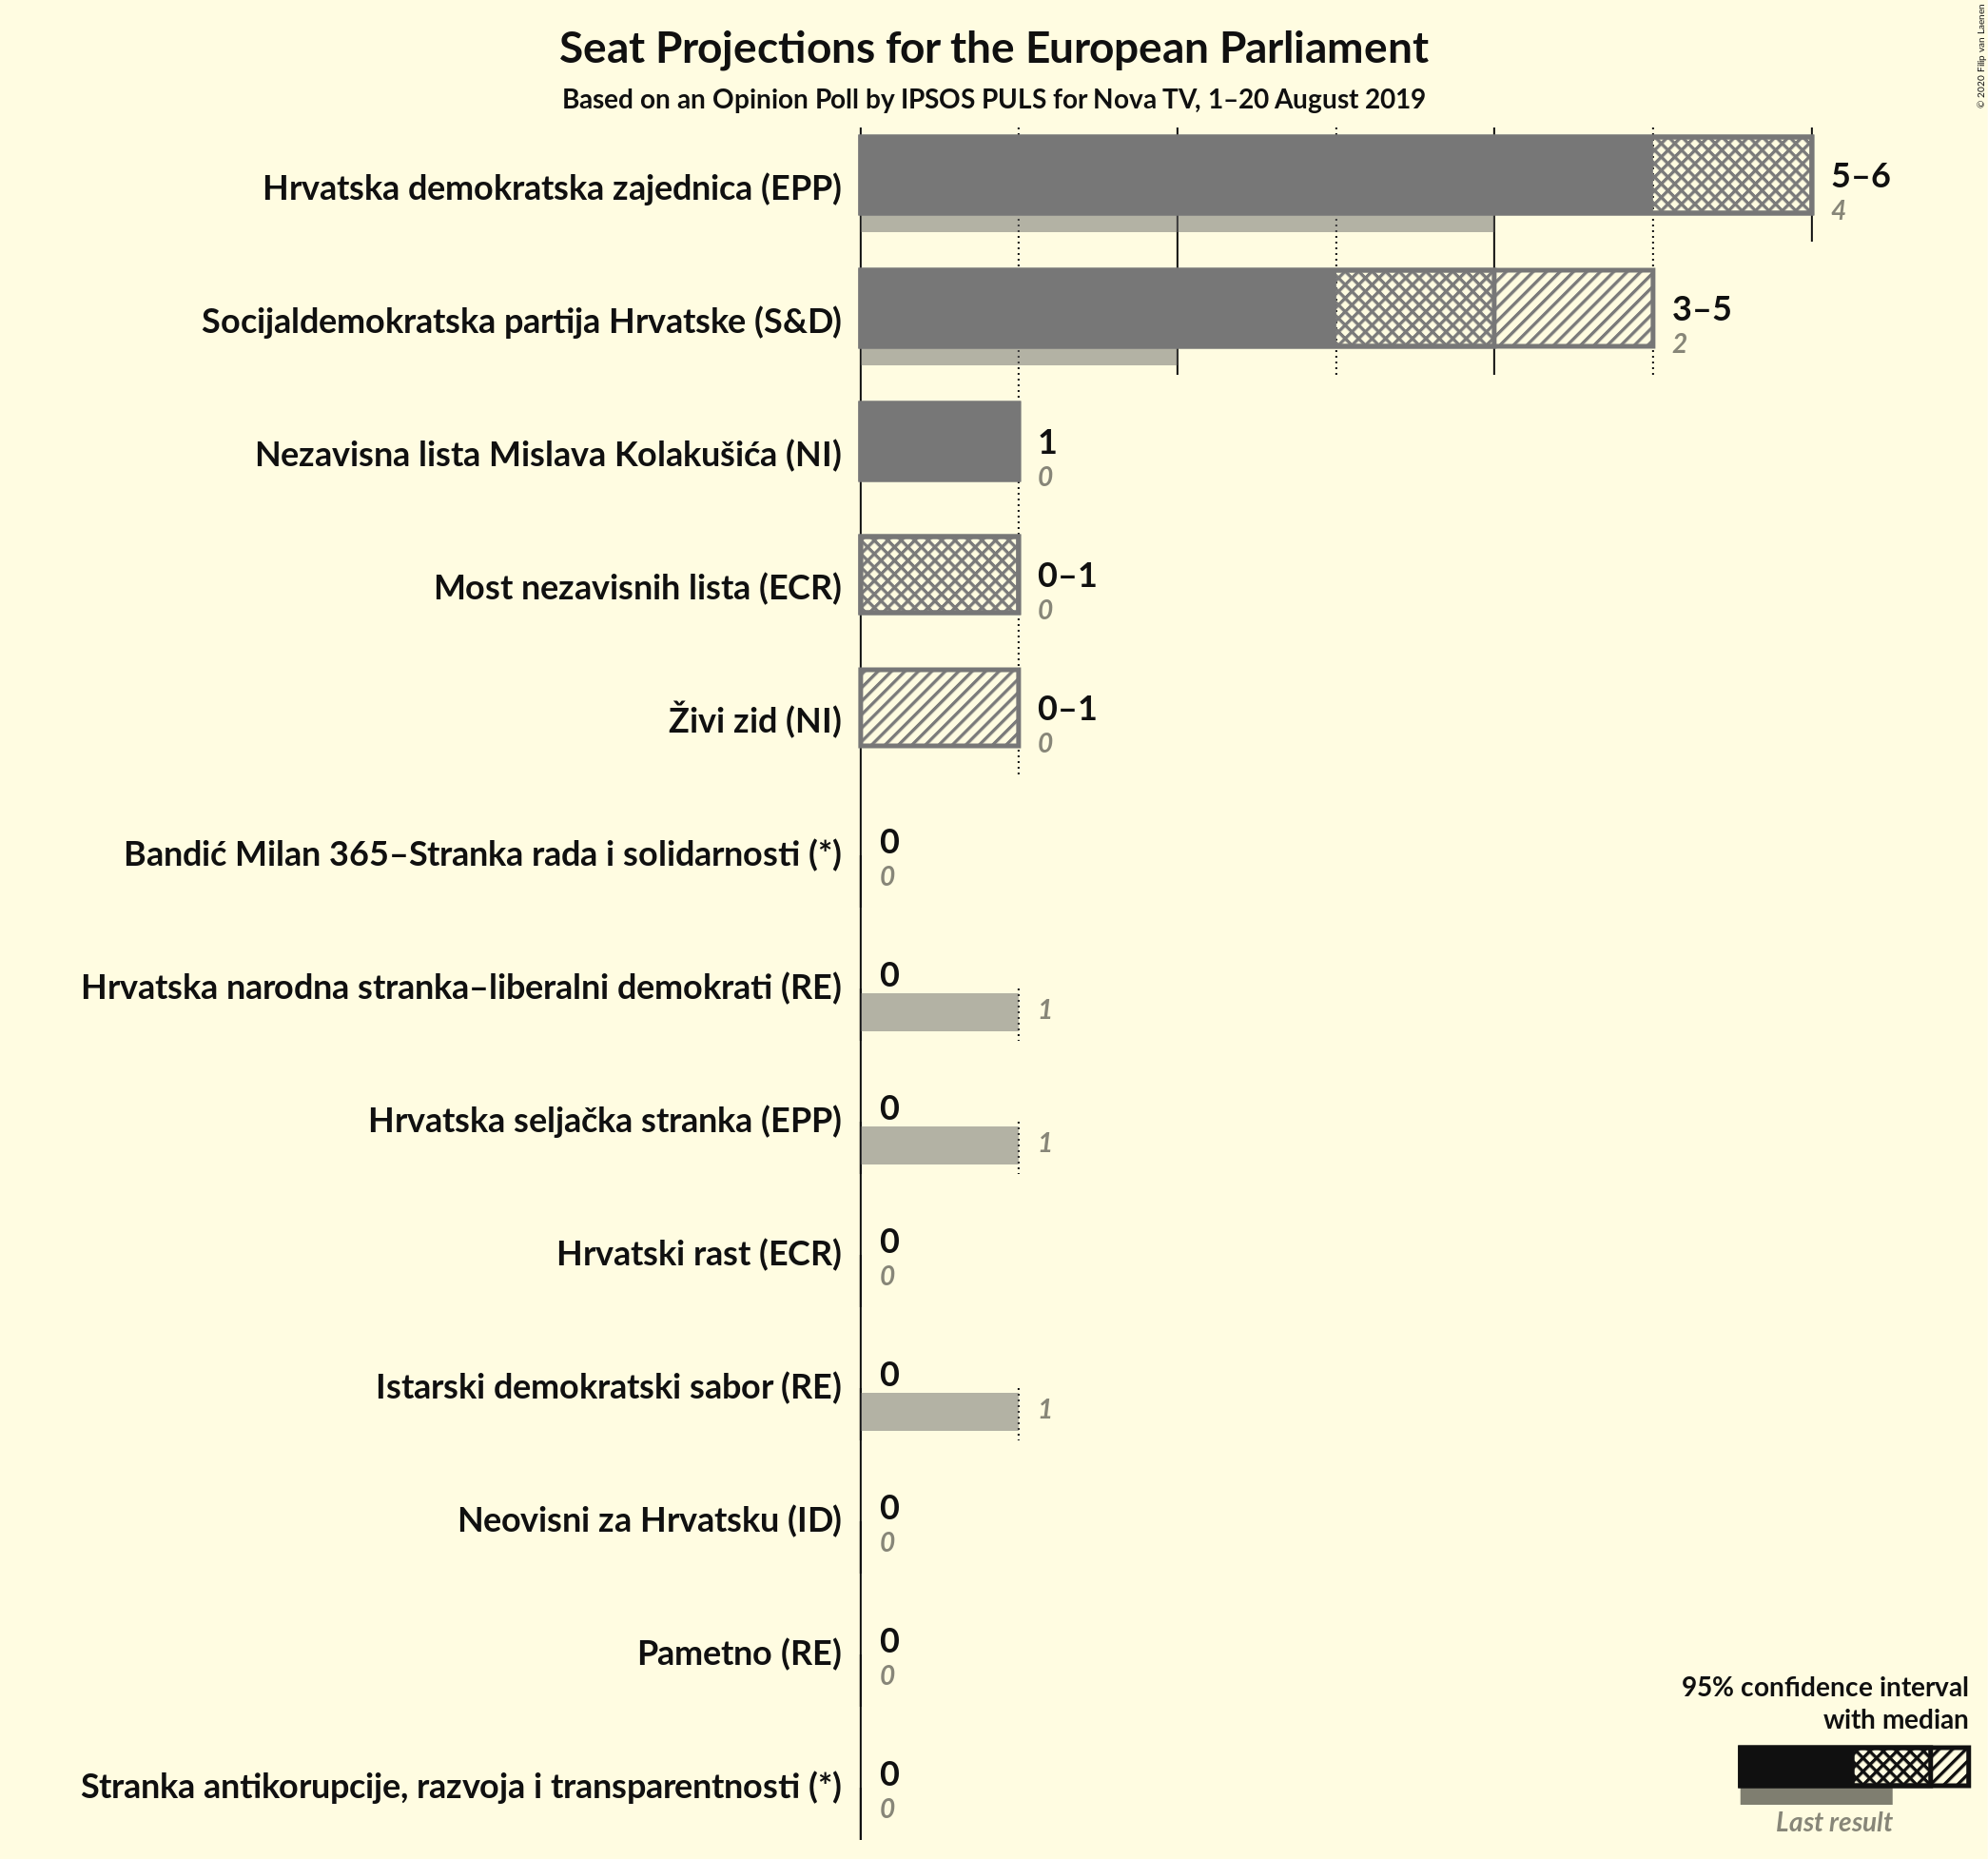 Seat Projections for the European Parliament
Based on an Opinion Poll by IPSOS PULS for Nova TV, 1–20 August 2019
© 2020 Filip van Laenen
Hrvatska demokratska zajednica (EPP)
5–6
4
Socijaldemokratska partija Hrvatske (S&D)
3–5
2
Nezavisna lista Mislava Kolakušića (NI)
1
0
Most nezavisnih lista (ECR)
0–1
0
Živi zid (NI)
0–1
0
Bandić Milan 365–Stranka rada i solidarnosti (*)
0
0
Hrvatska narodna stranka–liberalni demokrati (RE)
0
1
Hrvatska seljačka stranka (EPP)
0
1
Hrvatski rast (ECR)
0
0
Istarski demokratski sabor (RE)
0
1
Neovisni za Hrvatsku (ID)
0
0
Pametno (RE)
0
0
Stranka antikorupcije, razvoja i transparentnosti (*)
0
0
95% confidence interval
with median
Last result